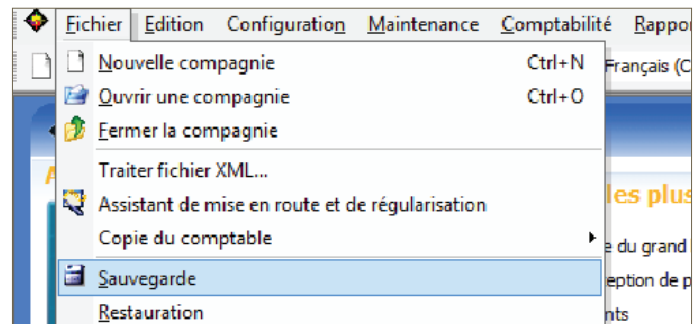 Fichier Edition Configuration Maintenance Comptabilité Rappo
Nouvelle compagnie Ctrl+N Français (C
Ouvrir une compagnie Ctrl+O
Fermer la compagnie
Traiter fichier XML...
les plus
Assistant de mise en route et de régularisation
Copie du comptable e du grand
Sauvegarde eption de p
Restauration nts